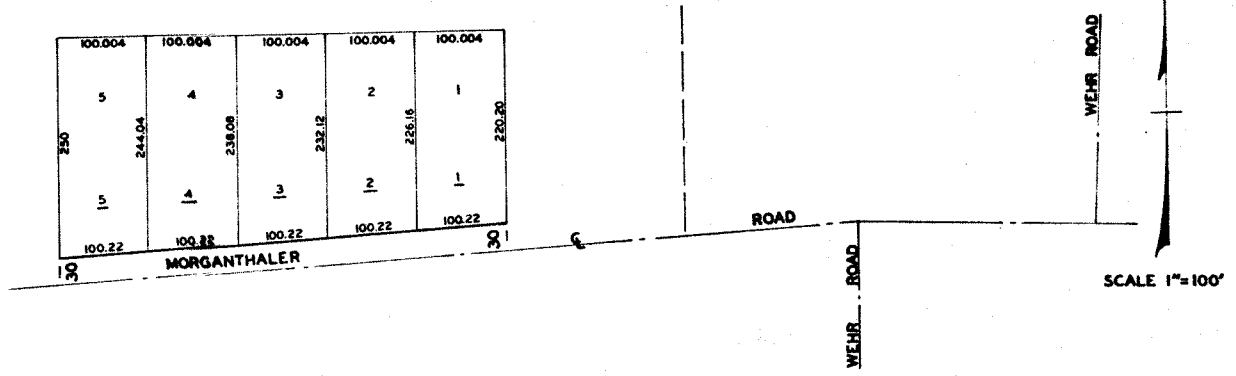 100.004 100.004 100.004 100.004 100.004
5 4 3 2 1
250 244.04 238.08 232.12 226.16 220.20
5 4 3 2 1
100.22 100.22 100.22 100.22 100.22
30 30
MORGANTHALER ROAD
WEHR ROAD
WEHR ROAD
SCALE 1"=100'